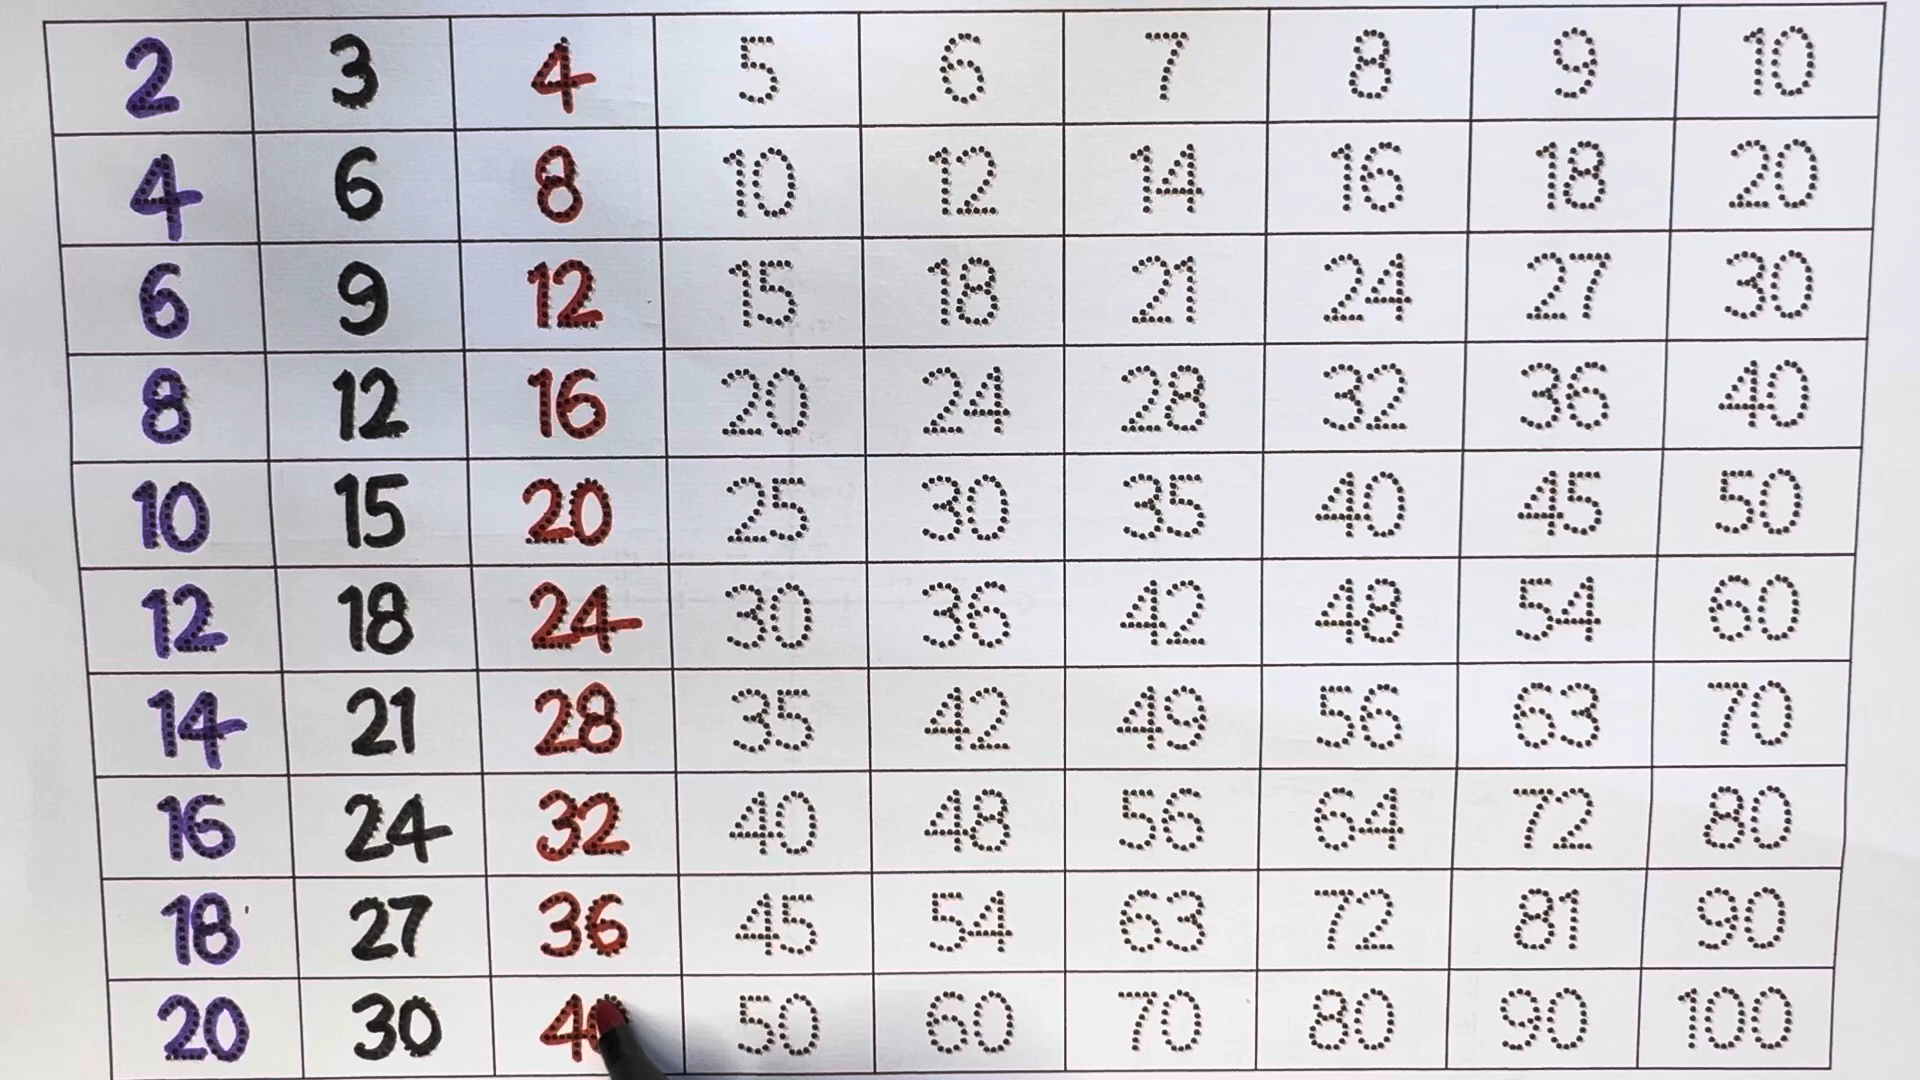 2 3 4 5 6 7 8 9 10
4 6 8 10 12 14 16 18 20
6 9 12 15 18 21 24 27 30
8 12 16 20 24 28 32 36 40
10 15 20 25 30 35 40 45 50
12 18 24 30 36 42 48 54 60
14 21 28 35 42 49 56 63 70
16 24 32 40 48 56 64 72 80
18 27 36 45 54 63 72 81 90
20 30 40 50 60 70 80 90 100